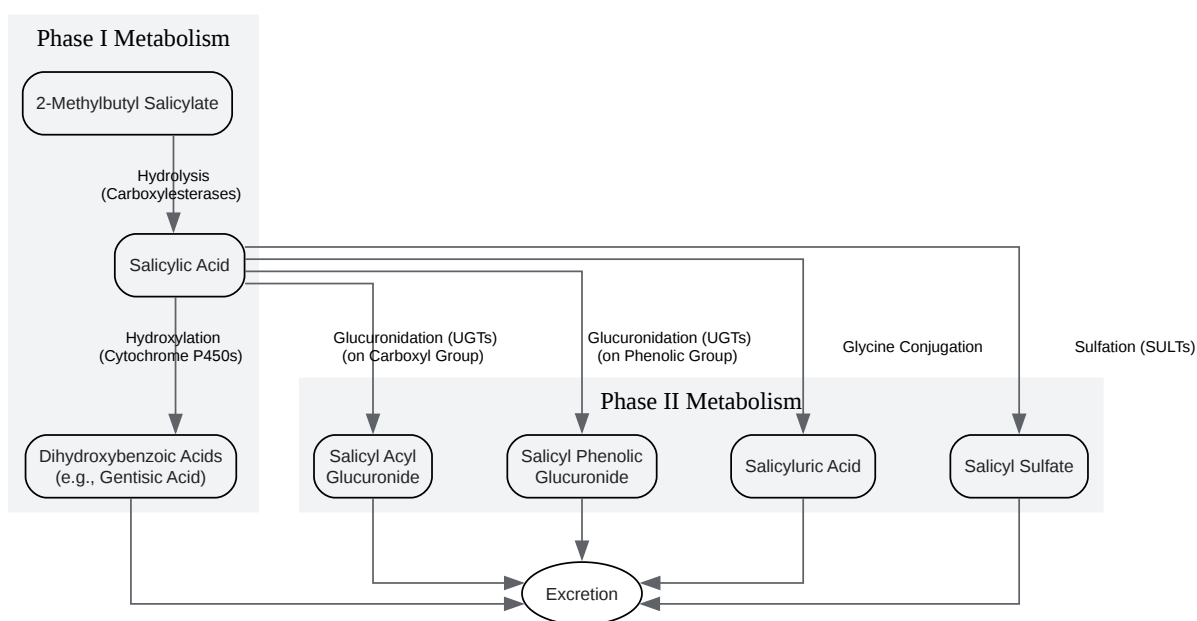 Phase I Metabolism
2-Methylbutyl Salicylate
Hydrolysis
(Carboxylesterases)
Salicylic Acid
Hydroxylation
(Cytochrome P450s)
Glucuronidation (UGTs)
(on Carboxyl Group)
Glucuronidation (UGTs)
(on Phenolic Group)
Glycine Conjugation
Sulfation (SULTs)
Phase II Metabolism
Dihydroxybenzoic Acids
(e.g., Gentisic Acid)
Salicyl Acyl
Glucuronide
Salicyl Phenolic
Glucuronide
Salicyluric Acid
Salicyl Sulfate
Excretion